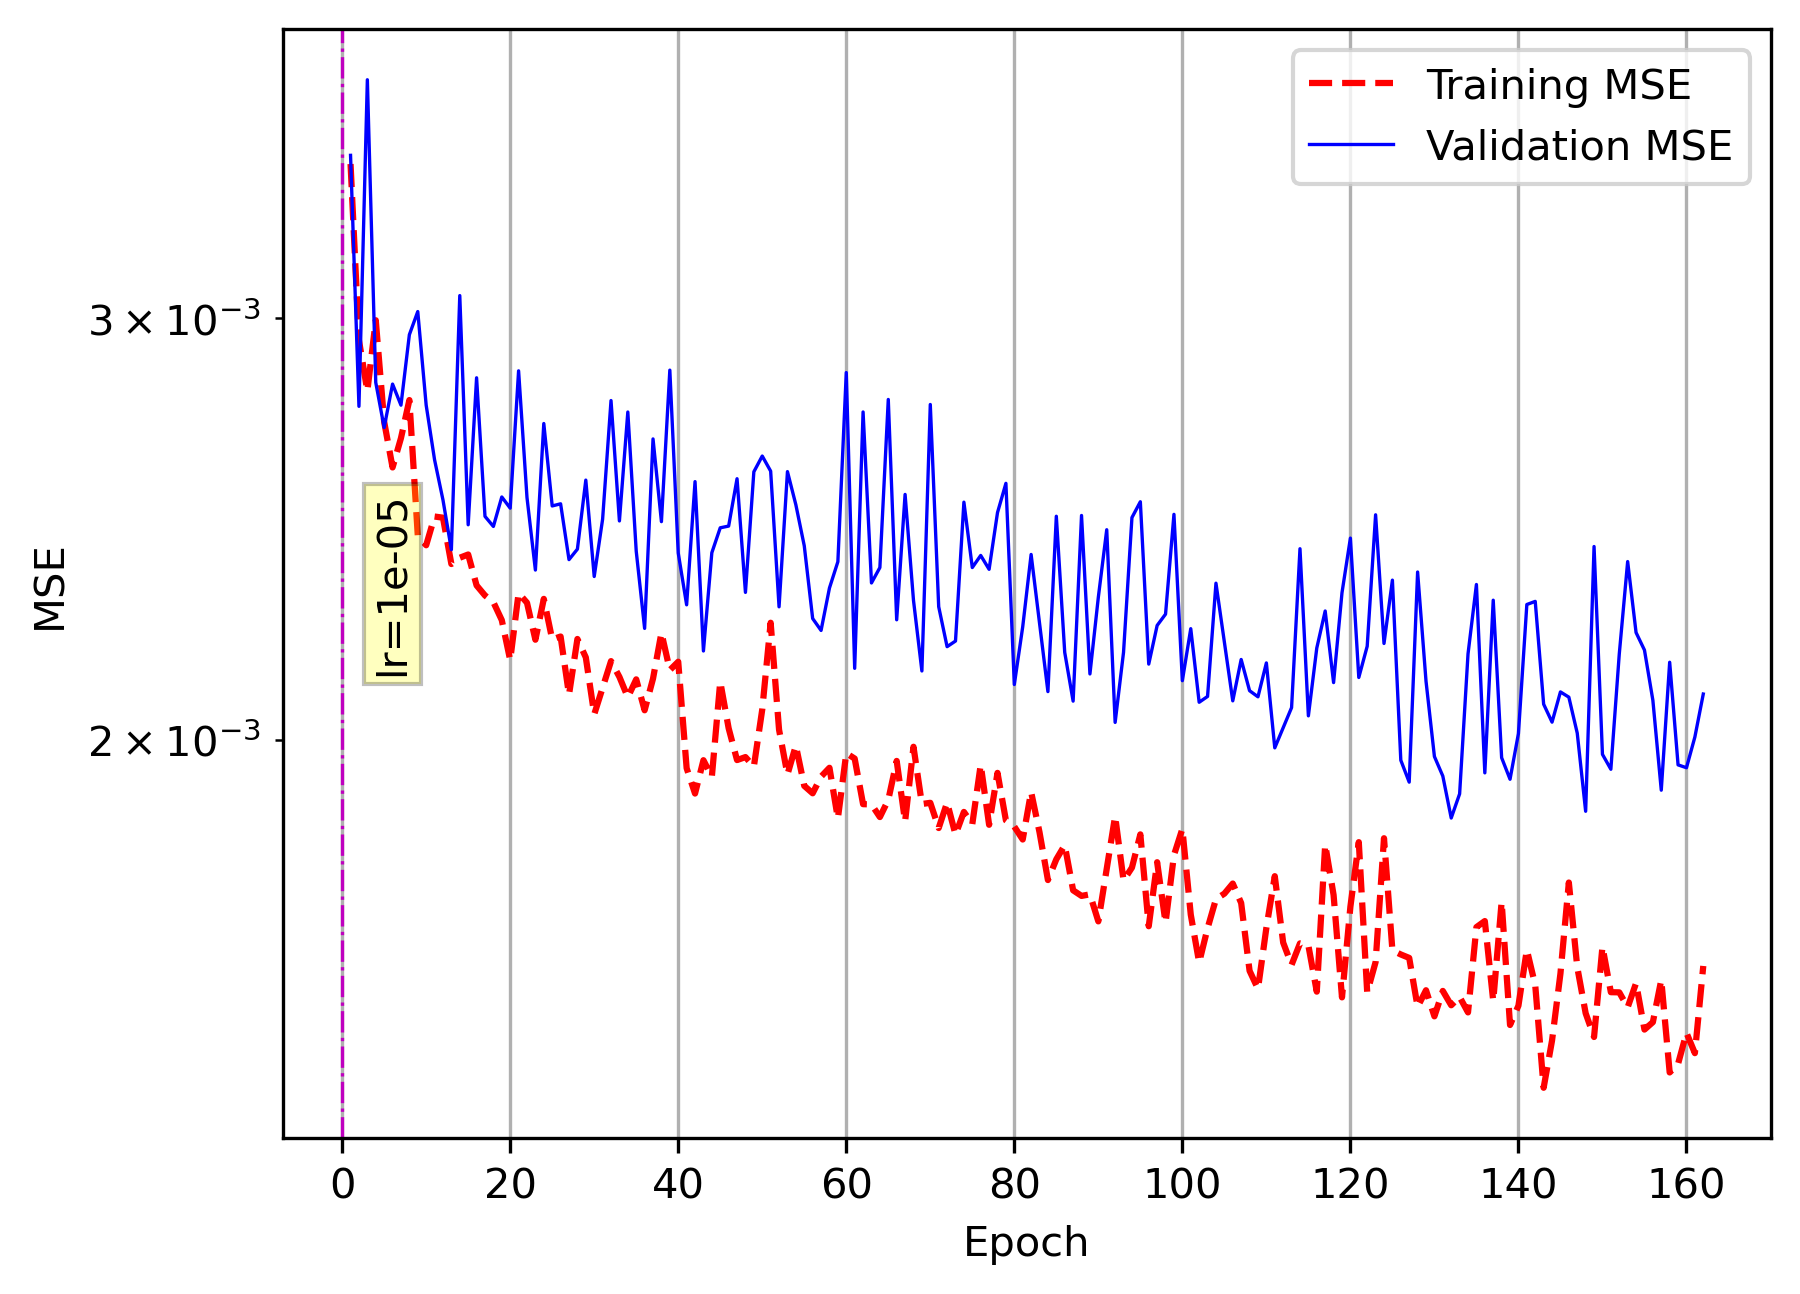 Training MSE
Validation MSE
3 × 10⁻³
2 × 10⁻³
MSE
lr=1e-05
0 20 40 60 80 100 120 140 160
Epoch